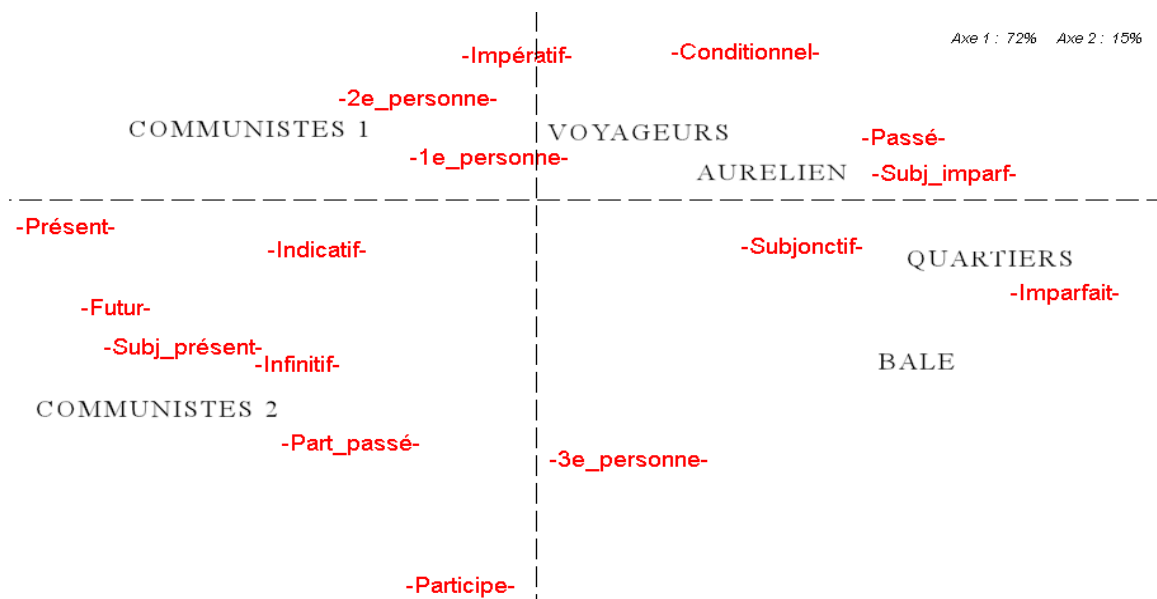 Axe 1 : 72% Axe 2 : 15%
-Impératif-
-Conditionnel-
-2e_personne-
COMMUNISTES 1
VOYAGEURS
-Passé-
-1e_personne-
AURELIEN
-Subj_imparf-
-Présent-
-Indicatif-
-Subjonctif-
QUARTIERS
-Imparfait-
-Futur-
-Subj_présent-
-Infinitif-
BALE
COMMUNISTES 2
-Part_passé-
-3e_personne-
-Participe-